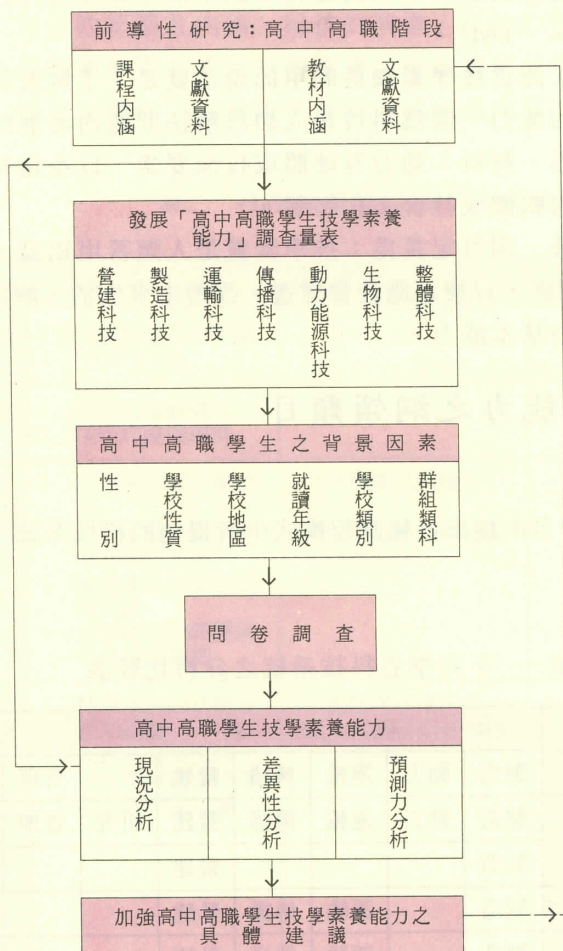 前導性研究：高中高職階段
課程內涵
文獻資料
教材內涵
文獻資料
發展「高中高職學生技學素養
能力」調查量表
營建科技
製造科技
運輸科技
傳播科技
動力能源科技
生物科技
整體科技
高中高職學生之背景因素
性別
學校性質
學校地區
就讀年級
學校類別
群組類科
問卷調查
高中高職學生技學素養能力
現況分析
差異性分析
預測力分析
加強高中高職學生技學素養能力之
具體建議